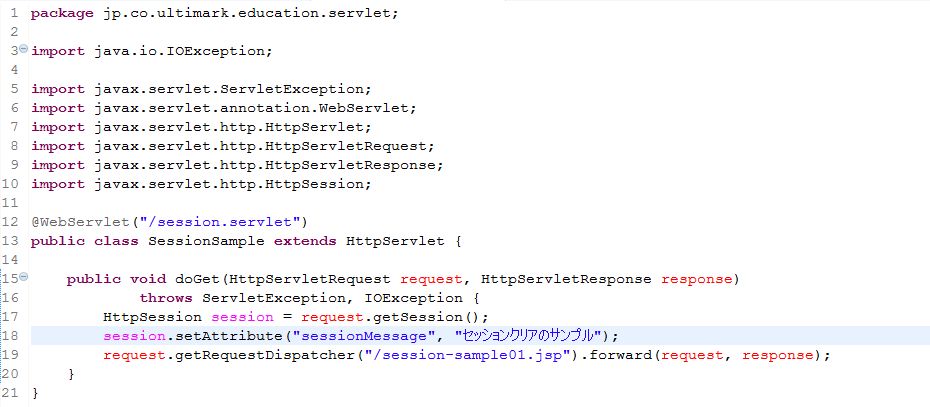 1 package jp.co.ultimark.education.servlet;
2
3 import java.io.IOException;
4
5 import javax.servlet.ServletException;
6 import javax.servlet.annotation.WebServlet;
7 import javax.servlet.http.HttpServlet;
8 import javax.servlet.http.HttpServletRequest;
9 import javax.servlet.http.HttpServletResponse;
10 import javax.servlet.http.HttpSession;
11
12 @WebServlet("/session.servlet")
13 public class SessionSample extends HttpServlet {
14
15     public void doGet(HttpServletRequest request, HttpServletResponse response)
16             throws ServletException, IOException {
17         HttpSession session = request.getSession();
18         session.setAttribute("sessionMessage", "セッションクリアのサンプル");
19         request.getRequestDispatcher("/session-sample01.jsp").forward(request, response);
20     }
21 }